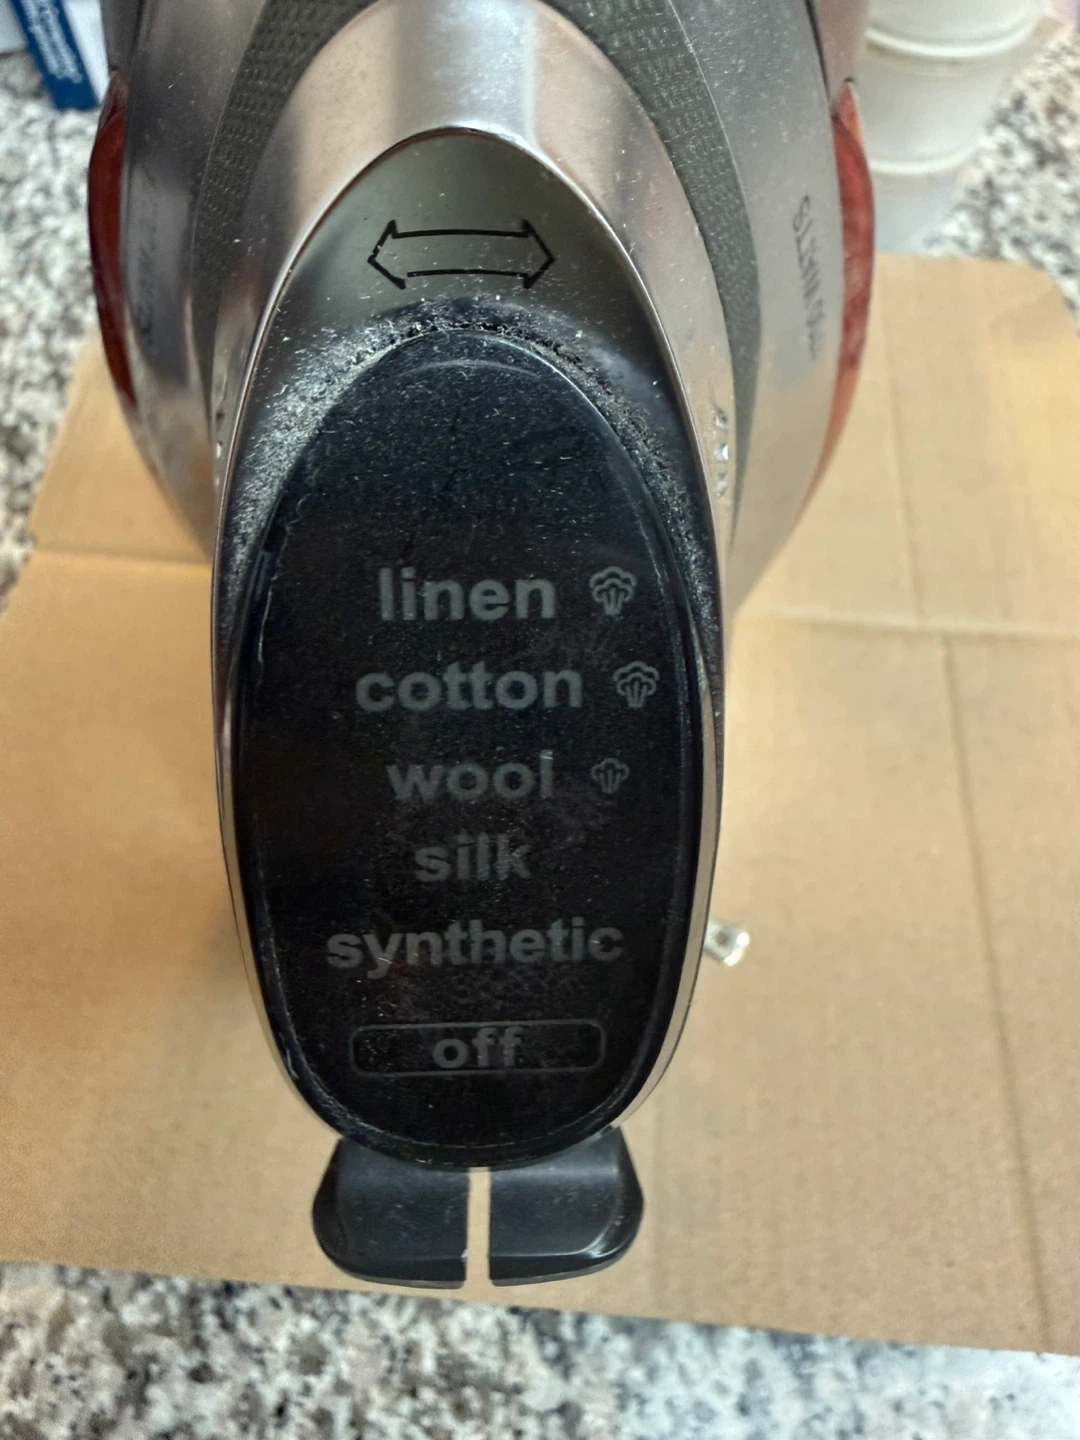 linen
cotton
wool
silk
synthetic
off